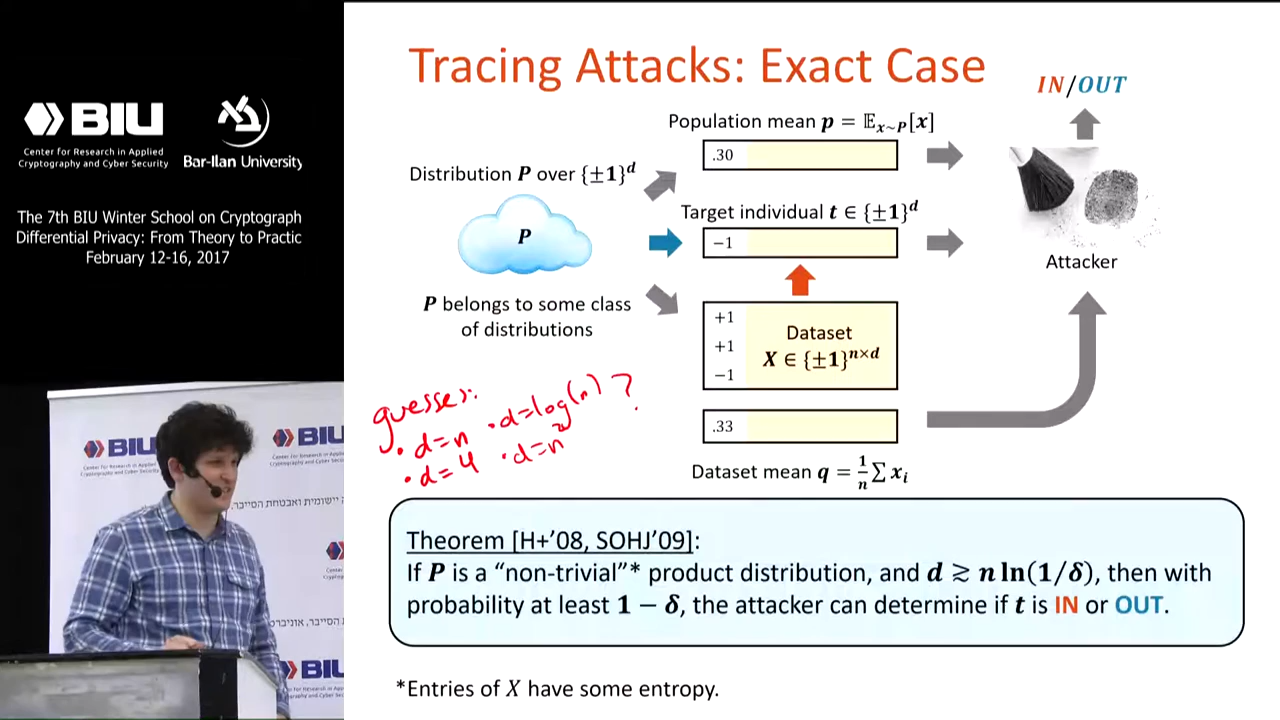 BIU
Center for Research in Applied
Cryptography and Cyber Security
Bar-Ilan University
The 7th BIU Winter School on Cryptograph
Differential Privacy: From Theory to Practic
February 12-16, 2017
Tracing Attacks: Exact Case
IN/OUT
Population mean p = 𝔼x~P[x]
.30
Distribution P over {±1}^d
Target individual t ∈ {±1}^d
P
−1
Attacker
P belongs to some class
of distributions
+1
+1
−1
Dataset
X ∈ {±1}^n×d
guesses:
• d=n • d=log(n) ?
• d=4 • d=n²
.33
Dataset mean q = 1/n ∑ xᵢ
Theorem [H+'08, SOHJ'09]:
If P is a “non-trivial”* product distribution, and d ≳ n ln(1/δ), then with
probability at least 1 − δ, the attacker can determine if t is IN or OUT.
*Entries of X have some entropy.
BIU
BIU
BIU